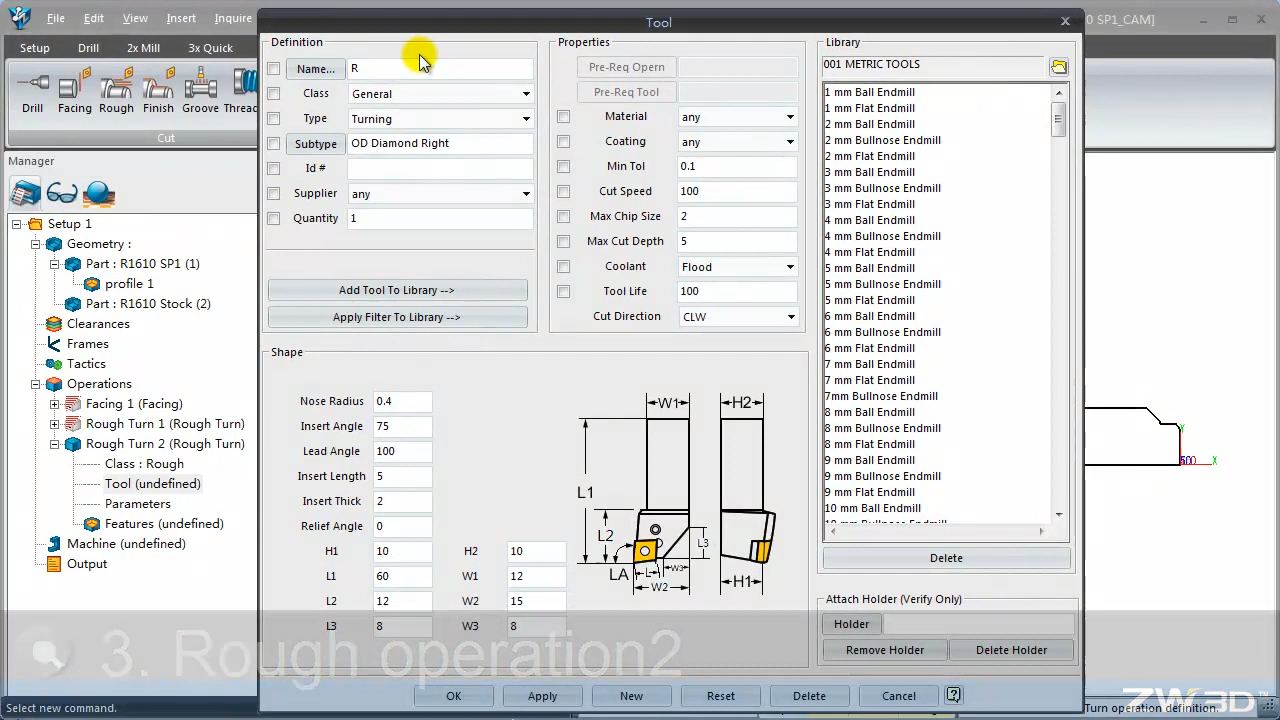 File Edit View Insert Inquire
Tool
0 SP1_CAM]
Setup Drill 2x Mill 3x Quick
Drill Facing Rough Finish Groove Thread
Cut
Manager
Setup 1
Geometry :
Part : R1610 SP1 (1)
profile 1
Part : R1610 Stock (2)
Clearances
Frames
Tactics
Operations
Facing 1 (Facing)
Rough Turn 1 (Rough Turn)
Rough Turn 2 (Rough Turn)
Class : Rough
Tool (undefined)
Parameters
Features (undefined)
Machine (undefined)
Output
Definition
Name... R
Class General
Type Turning
Subtype OD Diamond Right
Id #
Supplier any
Quantity 1
Add Tool To Library -->
Apply Filter To Library -->
Properties
Pre-Req Opern
Pre-Req Tool
Material any
Coating any
Min Tol 0.1
Cut Speed 100
Max Chip Size 2
Max Cut Depth 5
Coolant Flood
Tool Life 100
Cut Direction CLW
Library
001 METRIC TOOLS
1 mm Ball Endmill
1 mm Flat Endmill
2 mm Ball Endmill
2 mm Bullnose Endmill
2 mm Flat Endmill
3 mm Ball Endmill
3 mm Bullnose Endmill
3 mm Flat Endmill
4 mm Ball Endmill
4 mm Bullnose Endmill
4 mm Flat Endmill
5 mm Ball Endmill
5 mm Bullnose Endmill
5 mm Flat Endmill
6 mm Ball Endmill
6 mm Bullnose Endmill
6 mm Flat Endmill
7 mm Ball Endmill
7 mm Flat Endmill
7mm Bullnose Endmill
8 mm Ball Endmill
8 mm Bullnose Endmill
8 mm Flat Endmill
9 mm Ball Endmill
9 mm Bullnose Endmill
9 mm Flat Endmill
10 mm Ball Endmill
10 mm Bullnose Endmill
Delete
Attach Holder (Verify Only)
Holder
Remove Holder Delete Holder
Shape
Nose Radius 0.4
Insert Angle 75
Lead Angle 100
Insert Length 5
Insert Thick 2
Relief Angle 0
H1 10 H2 10
L1 60 W1 12
L2 12 W2 15
L3 8 W3 8
W1 H2
L1
L2 L3
LA L W3
W2 H1
Y
X
3. Rough operation2
OK Apply New Reset Delete Cancel
Select new command.
Turn operation definition.
ZW3D™